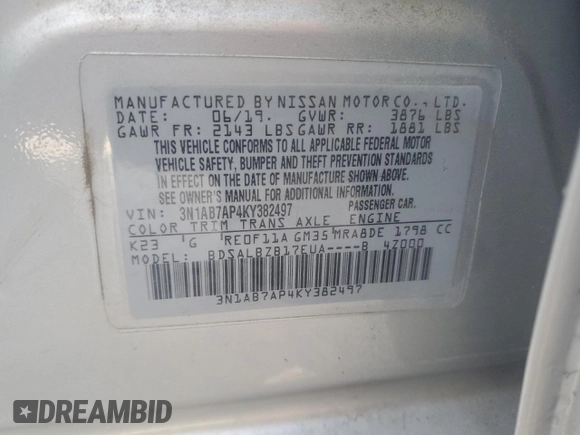 MANUFACTURED BY NISSAN MOTOR CO., LTD.
DATE: 06/19. GVWR: 3876 LBS
GAWR FR: 2143 LBS GAWR RR: 1881 LBS
THIS VEHICLE CONFORMS TO ALL APPLICABLE FEDERAL MOTOR
VEHICLE SAFETY, BUMPER AND THEFT PREVENTION STANDARDS
IN EFFECT ON THE DATE OF MANUFACTURE SHOWN ABOVE.
SEE OWNER'S MANUAL FOR ADDITIONAL INFORMATION
VIN: 3N1AB7AP4KY382497 PASSENGER CAR.
COLOR TRIM TRANS AXLE ENGINE
K23 G RE0F11A GM35 MRA8DE 1798 CC
MODEL: BDSALBZB17EUA----B 47000
3N1AB7AP4KY382497
DREAMBID